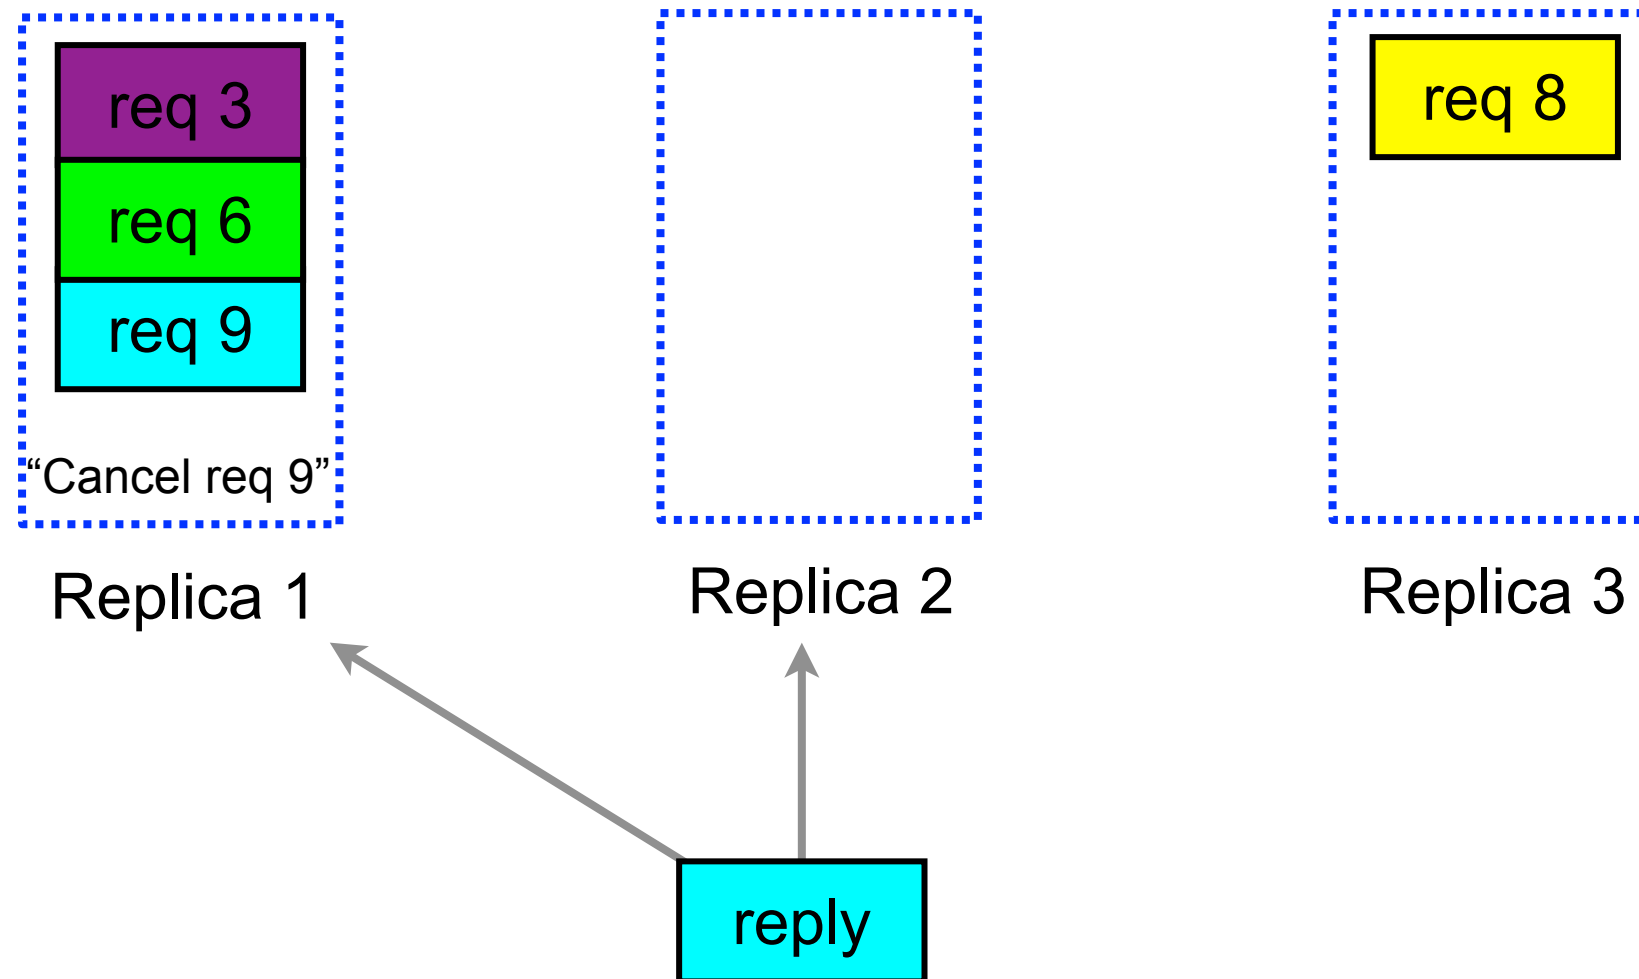 req 3
req 6
req 9
“Cancel req 9”
Replica 1
Replica 2
req 8
Replica 3
reply